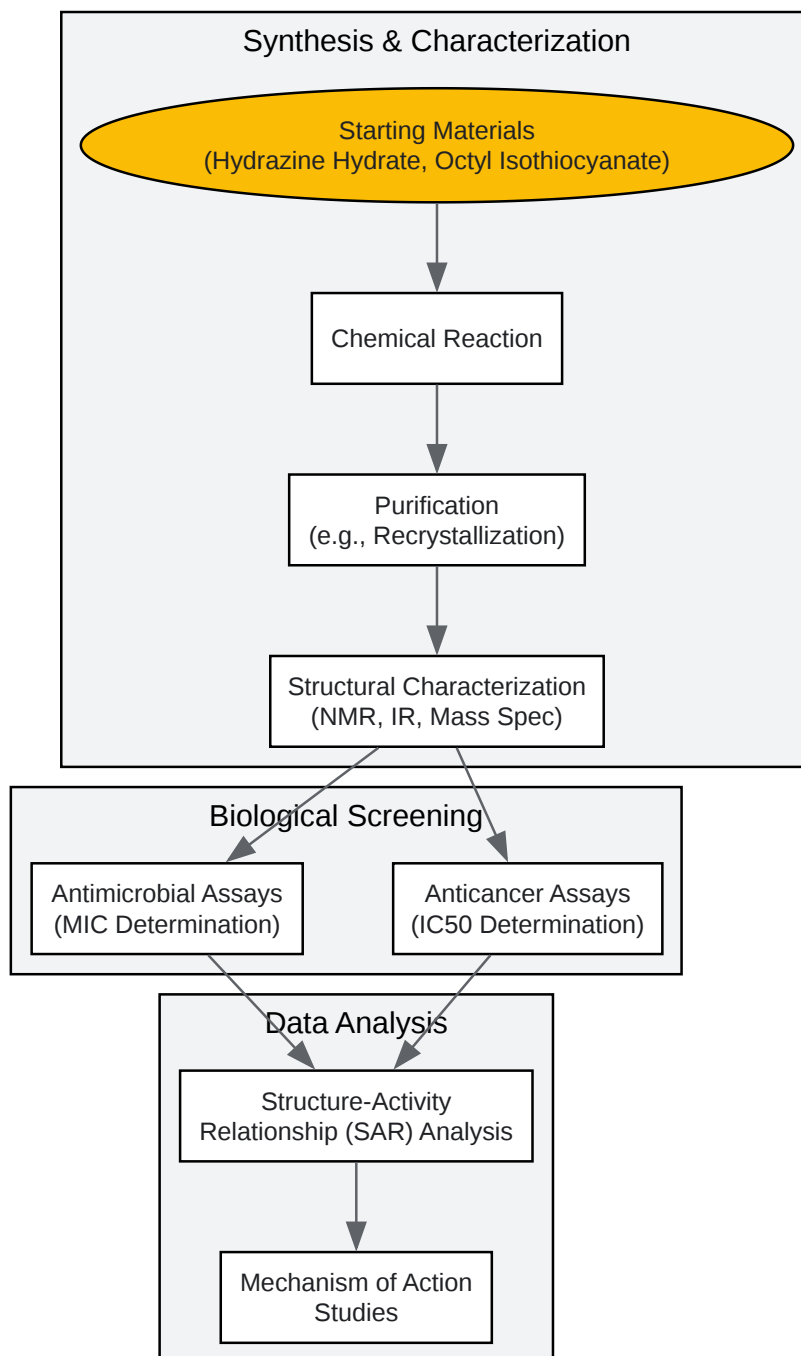 Synthesis & Characterization
Starting Materials
(Hydrazine Hydrate, Octyl Isothiocyanate)
Chemical Reaction
Purification
(e.g., Recrystallization)
Structural Characterization
(NMR, IR, Mass Spec)
Biological Screening
Antimicrobial Assays
(MIC Determination)
Anticancer Assays
(IC50 Determination)
Data Analysis
Structure-Activity
Relationship (SAR) Analysis
Mechanism of Action
Studies